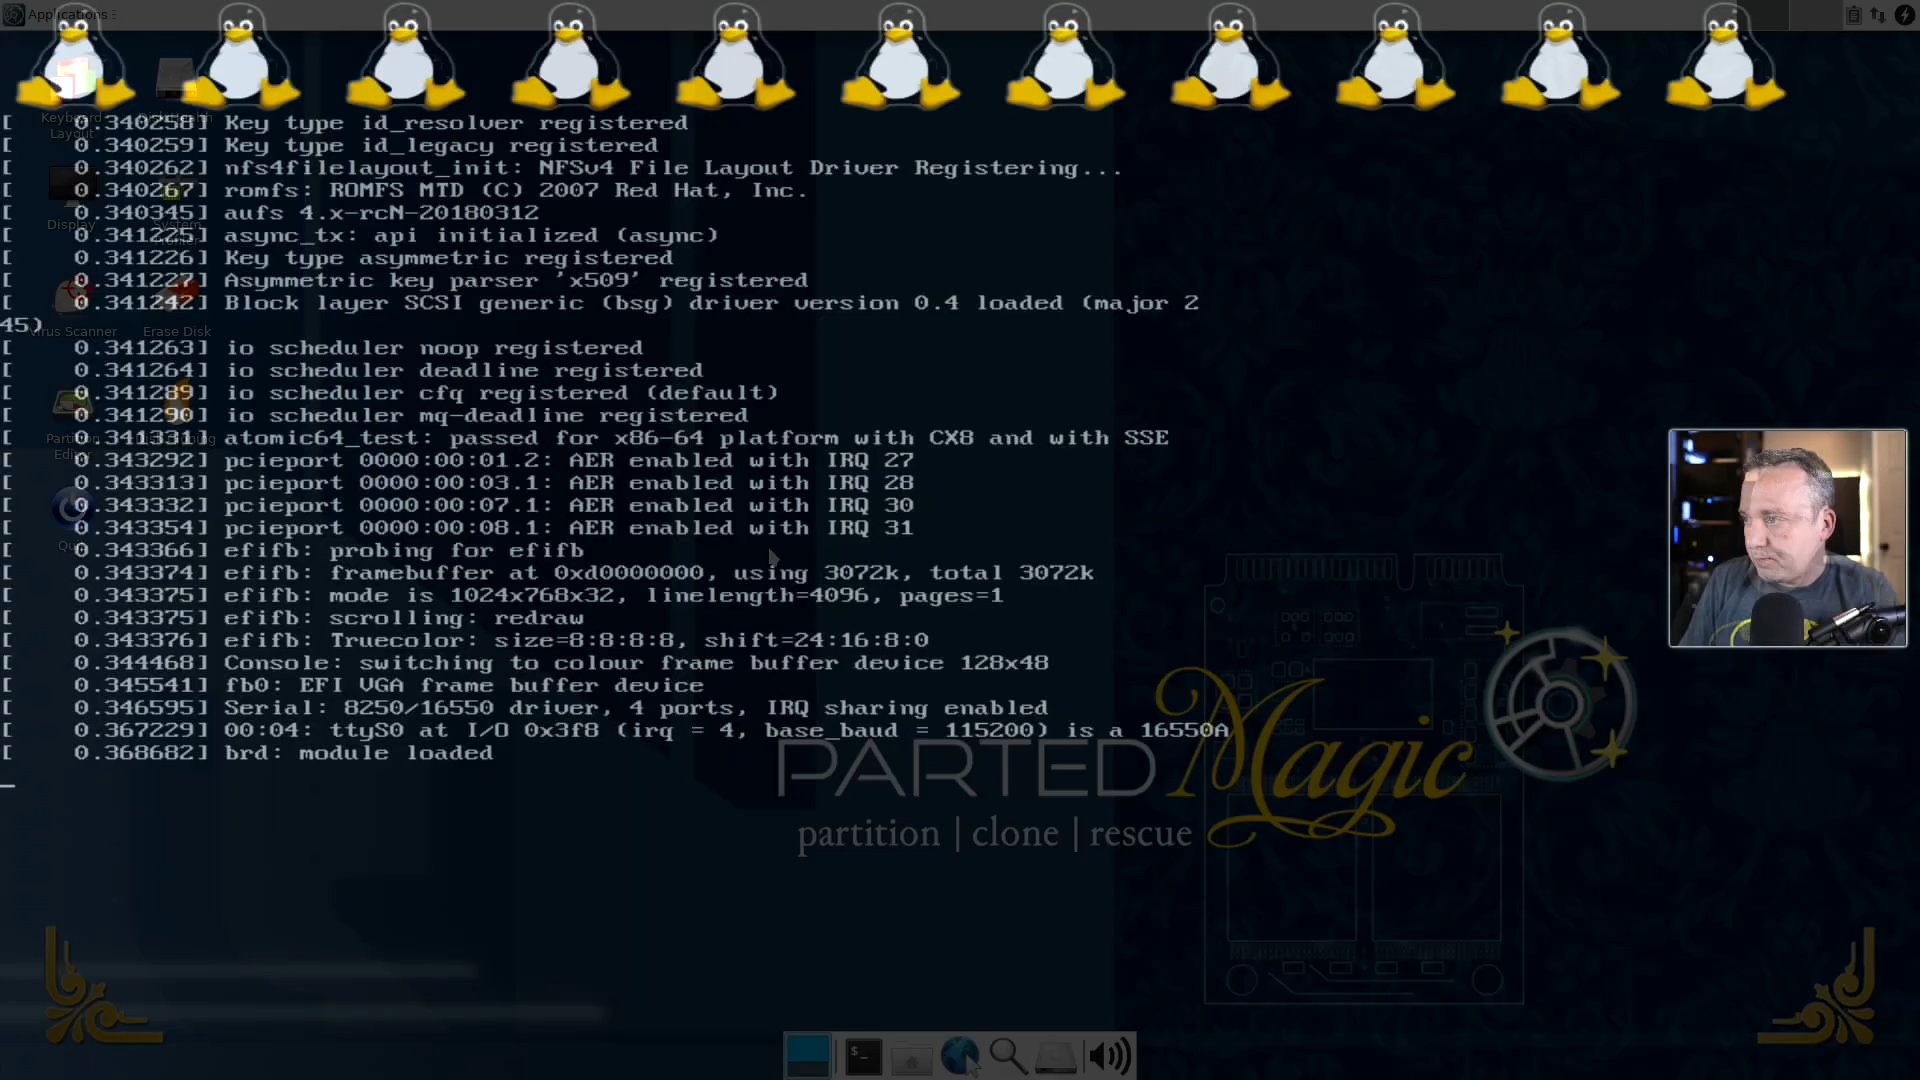 Applications
[    0.340258] Key type id_resolver registered
[    0.340259] Key type id_legacy registered
[    0.340262] nfs4filelayout_init: NFSv4 File Layout Driver Registering...
[    0.340267] romfs: ROMFS MTD (C) 2007 Red Hat, Inc.
[    0.340345] aufs 4.x-rcN-20180312
[    0.341225] async_tx: api initialized (async)
[    0.341226] Key type asymmetric registered
[    0.341227] Asymmetric key parser 'x509' registered
[    0.341242] Block layer SCSI generic (bsg) driver version 0.4 loaded (major 2
45)
[    0.341263] io scheduler noop registered
[    0.341264] io scheduler deadline registered
[    0.341289] io scheduler cfq registered (default)
[    0.341290] io scheduler mq-deadline registered
[    0.341331] atomic64_test: passed for x86-64 platform with CX8 and with SSE
[    0.343292] pcieport 0000:00:01.2: AER enabled with IRQ 27
[    0.343313] pcieport 0000:00:03.1: AER enabled with IRQ 28
[    0.343332] pcieport 0000:00:07.1: AER enabled with IRQ 30
[    0.343354] pcieport 0000:00:08.1: AER enabled with IRQ 31
[    0.343366] efifb: probing for efifb
[    0.343374] efifb: framebuffer at 0xd0000000, using 3072k, total 3072k
[    0.343375] efifb: mode is 1024x768x32, linelength=4096, pages=1
[    0.343375] efifb: scrolling: redraw
[    0.343376] efifb: Truecolor: size=8:8:8:8, shift=24:16:8:0
[    0.344468] Console: switching to colour frame buffer device 128x48
[    0.345541] fb0: EFI VGA frame buffer device
[    0.346595] Serial: 8250/16550 driver, 4 ports, IRQ sharing enabled
[    0.367229] 00:04: ttyS0 at I/O 0x3f8 (irq = 4, base_baud = 115200) is a 16550A
[    0.368682] brd: module loaded
_
Keyboard
Layout
Display
System
Virus Scanner
Erase Disk
Partition
Editor
PARTED Magic
partition | clone | rescue